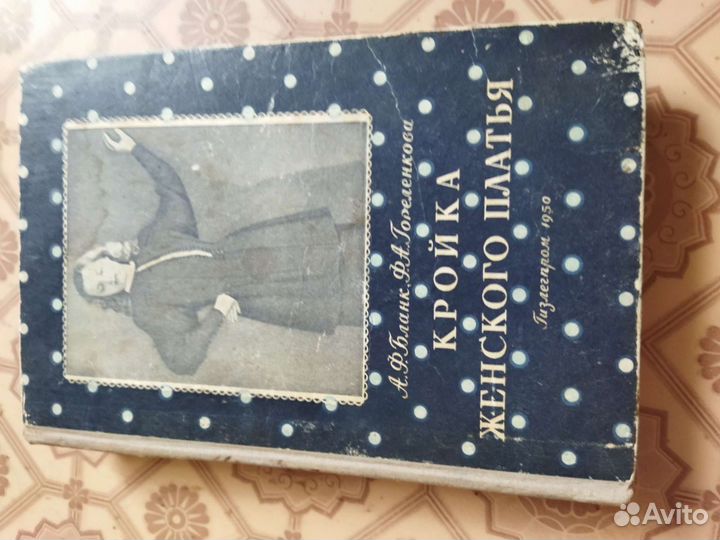 А.Ф.Бланк, Ф.А.Гореленкова
КРОЙКА
ЖЕНСКОГО ПЛАТЬЯ
Гизлегпром 1950
Avito